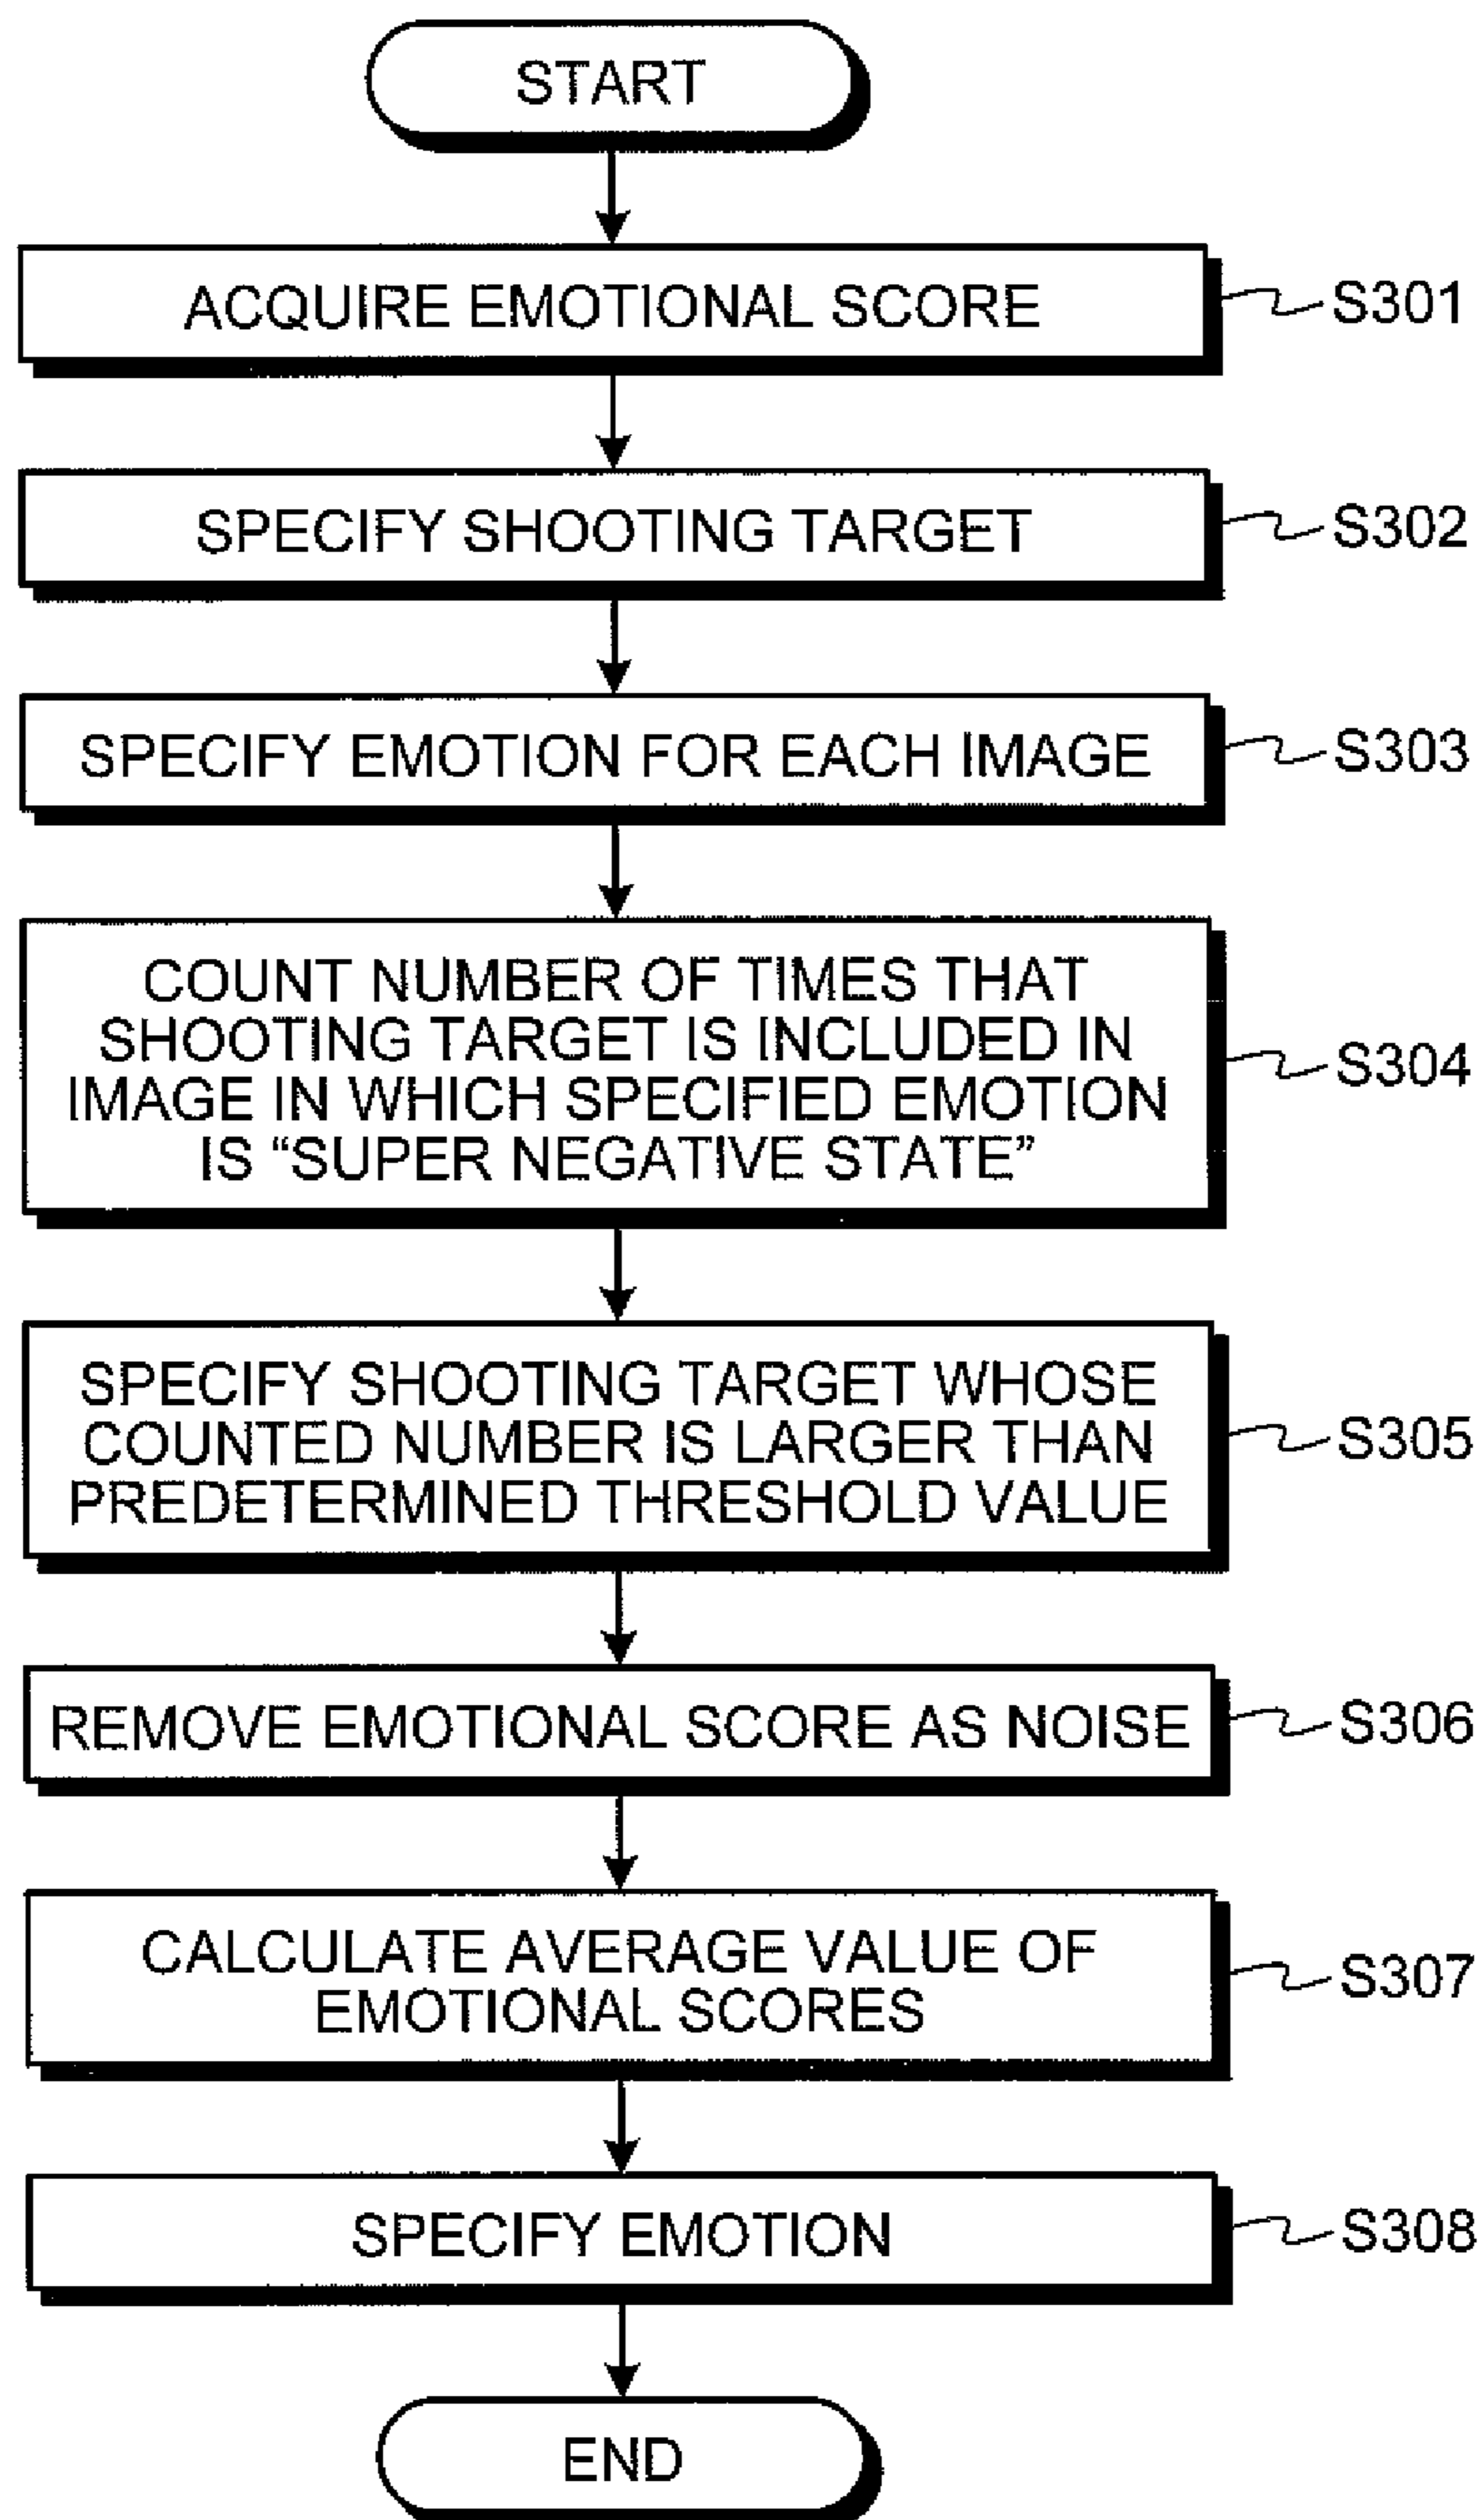 START
ACQUIRE EMOTIONAL SCORE
S301
SPECIFY SHOOTING TARGET
S302
SPECIFY EMOTION FOR EACH IMAGE
S303
COUNT NUMBER OF TIMES THAT
SHOOTING TARGET IS INCLUDED IN
IMAGE IN WHICH SPECIFIED EMOTION
IS “SUPER NEGATIVE STATE”
S304
SPECIFY SHOOTING TARGET WHOSE
COUNTED NUMBER IS LARGER THAN
PREDETERMINED THRESHOLD VALUE
S305
REMOVE EMOTIONAL SCORE AS NOISE
S306
CALCULATE AVERAGE VALUE OF
EMOTIONAL SCORES
S307
SPECIFY EMOTION
S308
END